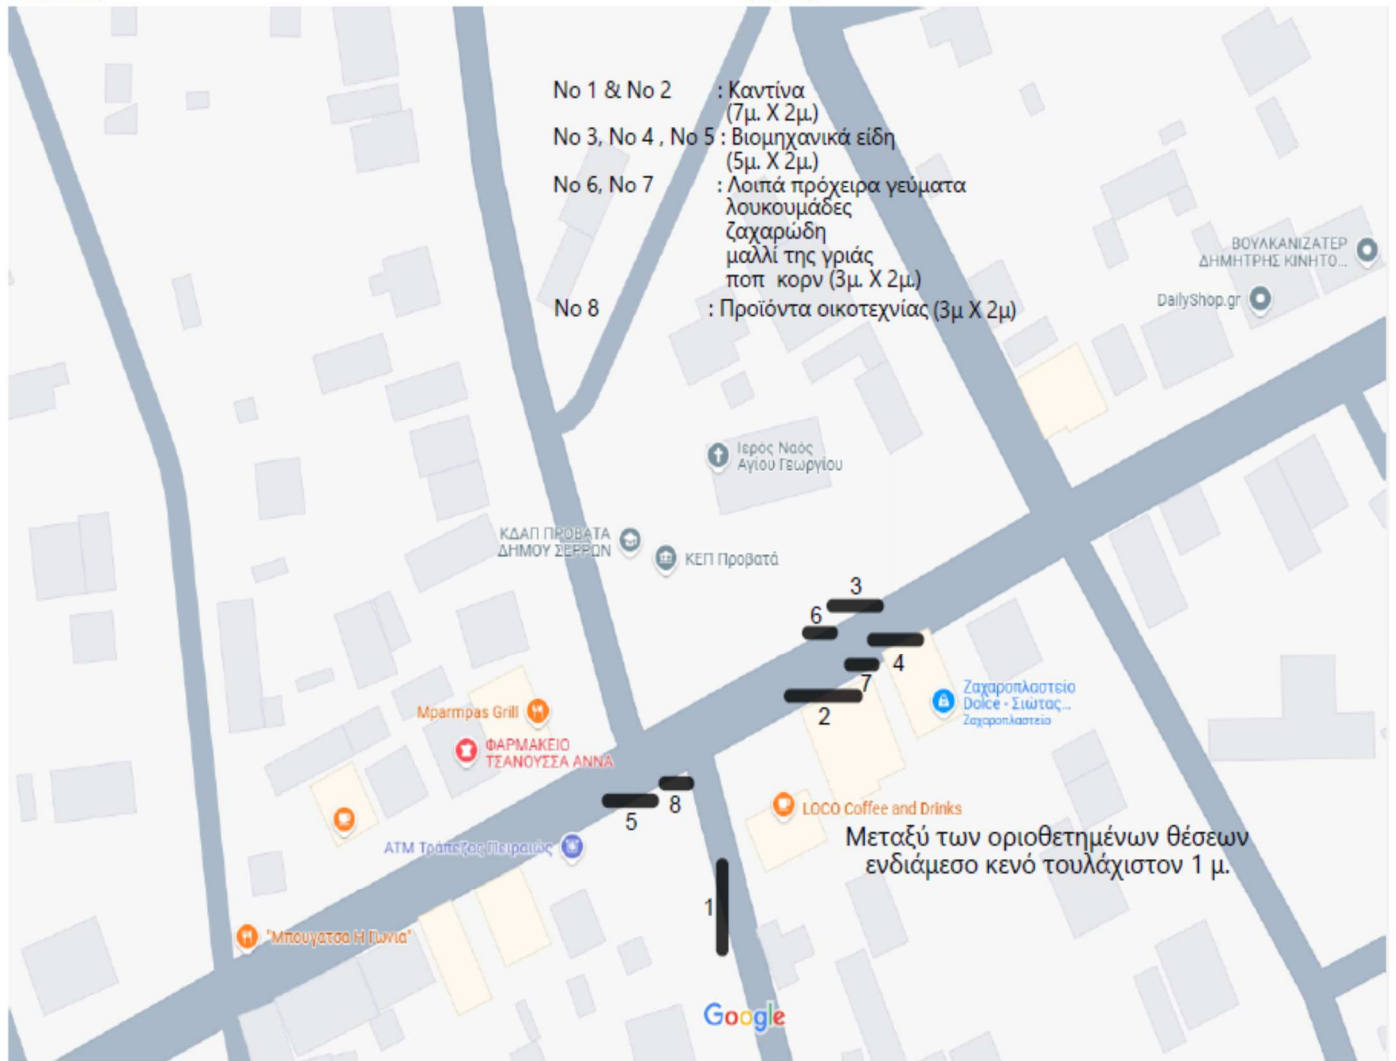 No 1 & No 2 : Καντίνα
(7μ. Χ 2μ.)
No 3, No 4 , No 5 : Βιομηχανικά είδη
(5μ. Χ 2μ.)
No 6, No 7 : Λοιπά πρόχειρα γεύματα
λουκουμάδες
ζαχαρώδη
μαλλί της γριάς
ποπ κορν (3μ. Χ 2μ.)
No 8 : Προϊόντα οικοτεχνίας (3μ Χ 2μ)
ΒΟΥΛΚΑΝΙΖΑΤΕΡ
ΔΗΜΗΤΡΗΣ ΚΙΝΗΤΟ...
DailyShop.gr
Ιερός Ναός
Αγίου Γεωργίου
ΚΔΑΠ ΠΡΟΒΑΤΑ
ΔΗΜΟΥ ΣΕΡΡΩΝ
ΚΕΠ Προβατά
3
6
4
7
2
Ζαχαροπλαστείο
Dolce - Σιώτας...
Ζαχαροπλαστείο
Mparmpas Grill
ΦΑΡΜΑΚΕΙΟ
ΤΣΑΝΟΥΣΣΑ ΑΝΝΑ
8
5
LOCO Coffee and Drinks
ATM Τράπεζας Πειραιώς
Μεταξύ των οριοθετημένων θέσεων
ενδιάμεσο κενό τουλάχιστον 1 μ.
1
"Μπουγατσα Η Γωνια"
Google